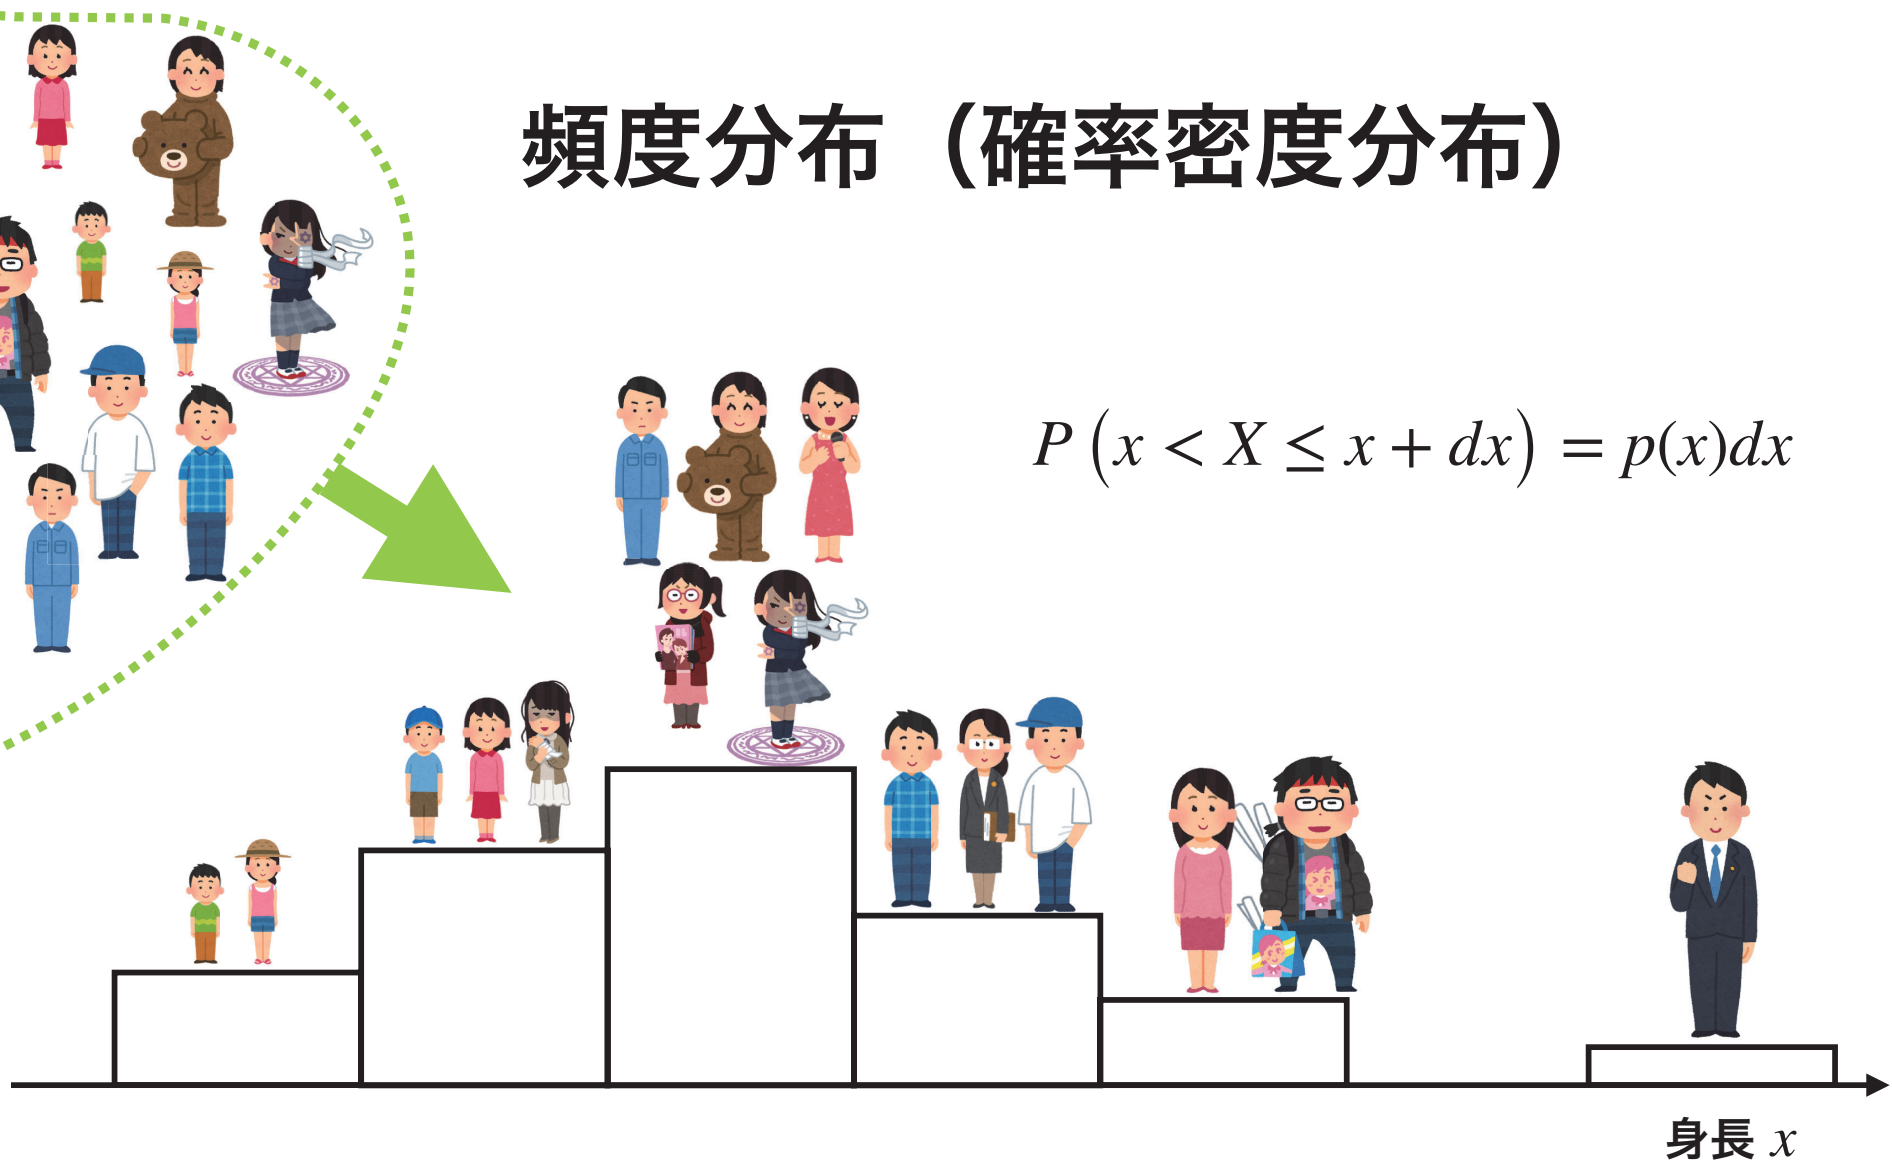 頻度分布（確率密度分布）
P (x < X ≤ x + dx) = p(x)dx
身長 x